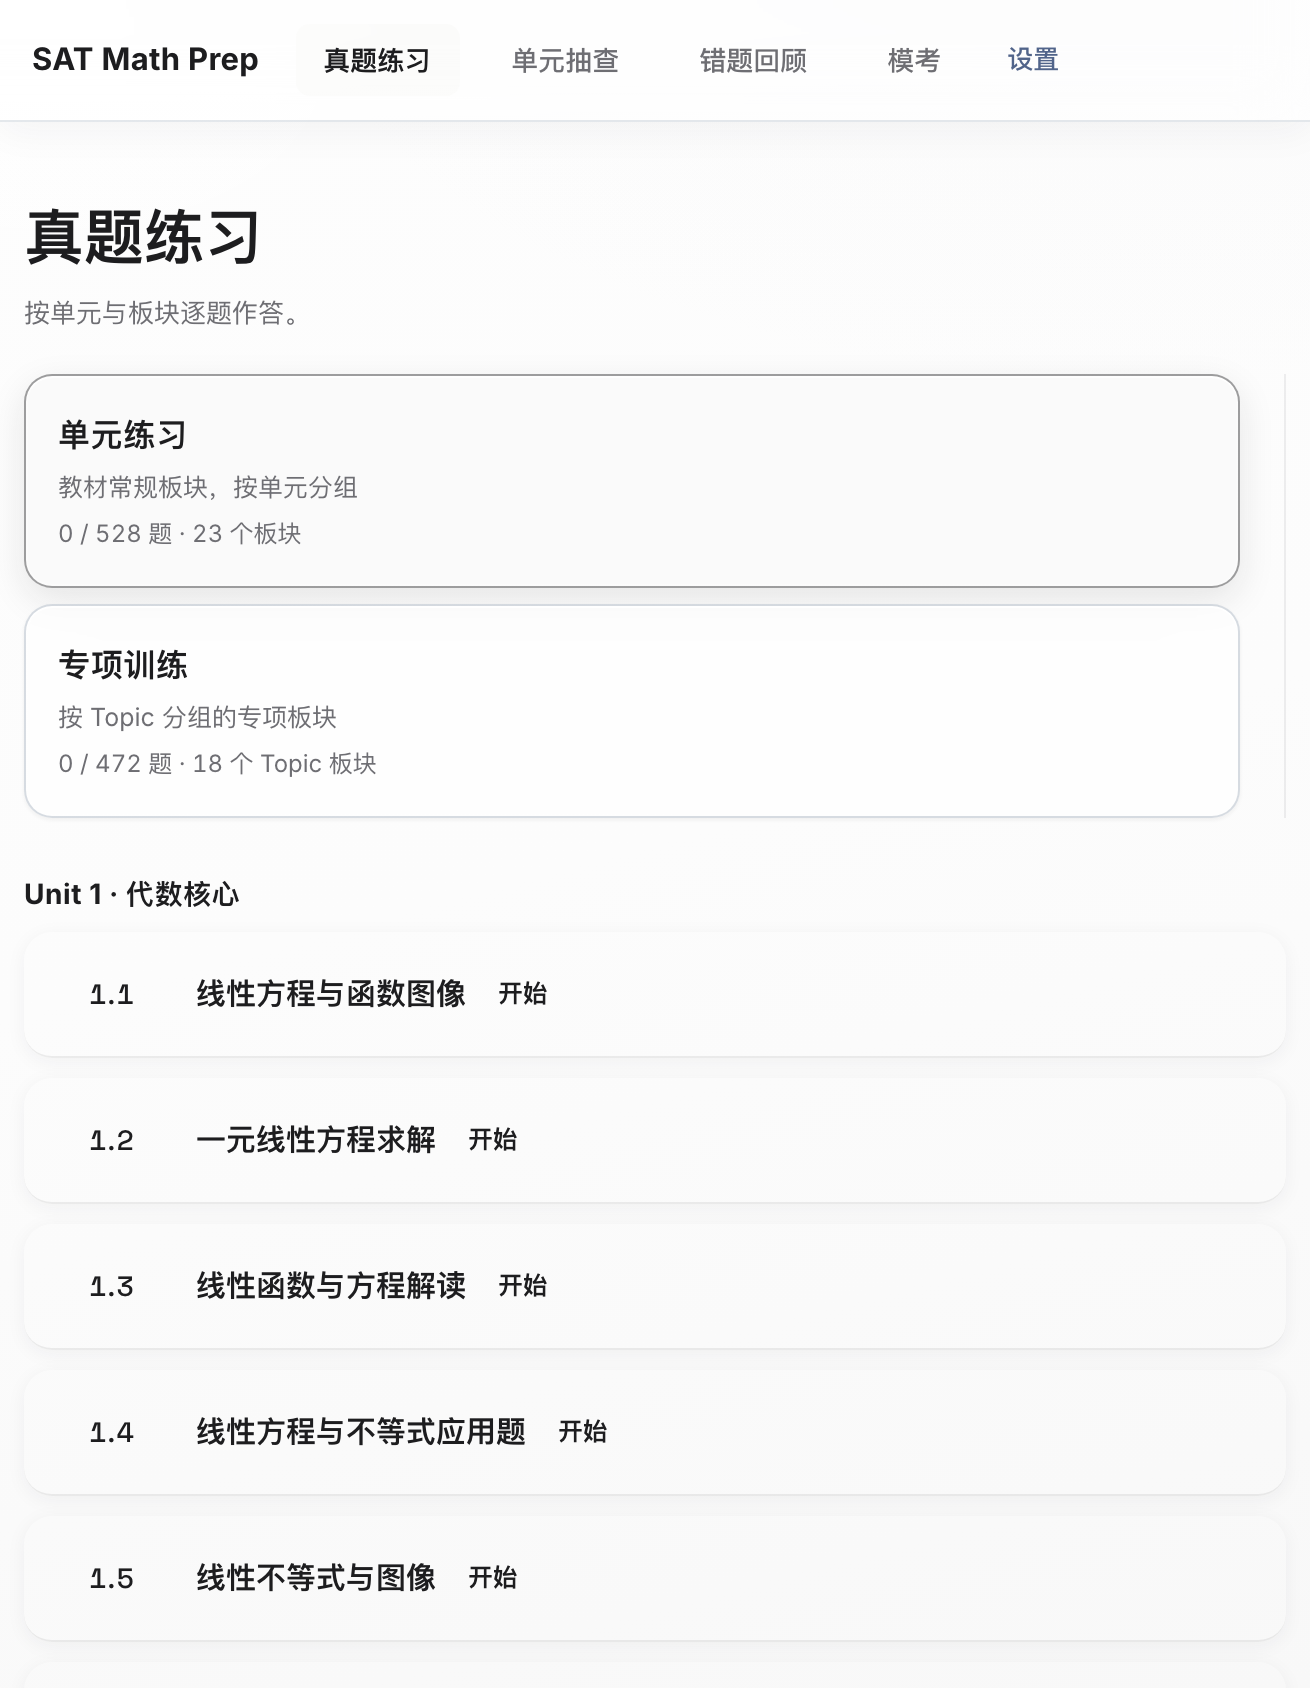 SAT Math Prep 真题练习 单元抽查 错题回顾 模考 设置
真题练习
按单元与板块逐题作答。
单元练习
教材常规板块，按单元分组
0 / 528 题 · 23 个板块
专项训练
按 Topic 分组的专项板块
0 / 472 题 · 18 个 Topic 板块
Unit 1 · 代数核心
1.1 线性方程与函数图像 开始
1.2 一元线性方程求解 开始
1.3 线性函数与方程解读 开始
1.4 线性方程与不等式应用题 开始
1.5 线性不等式与图像 开始